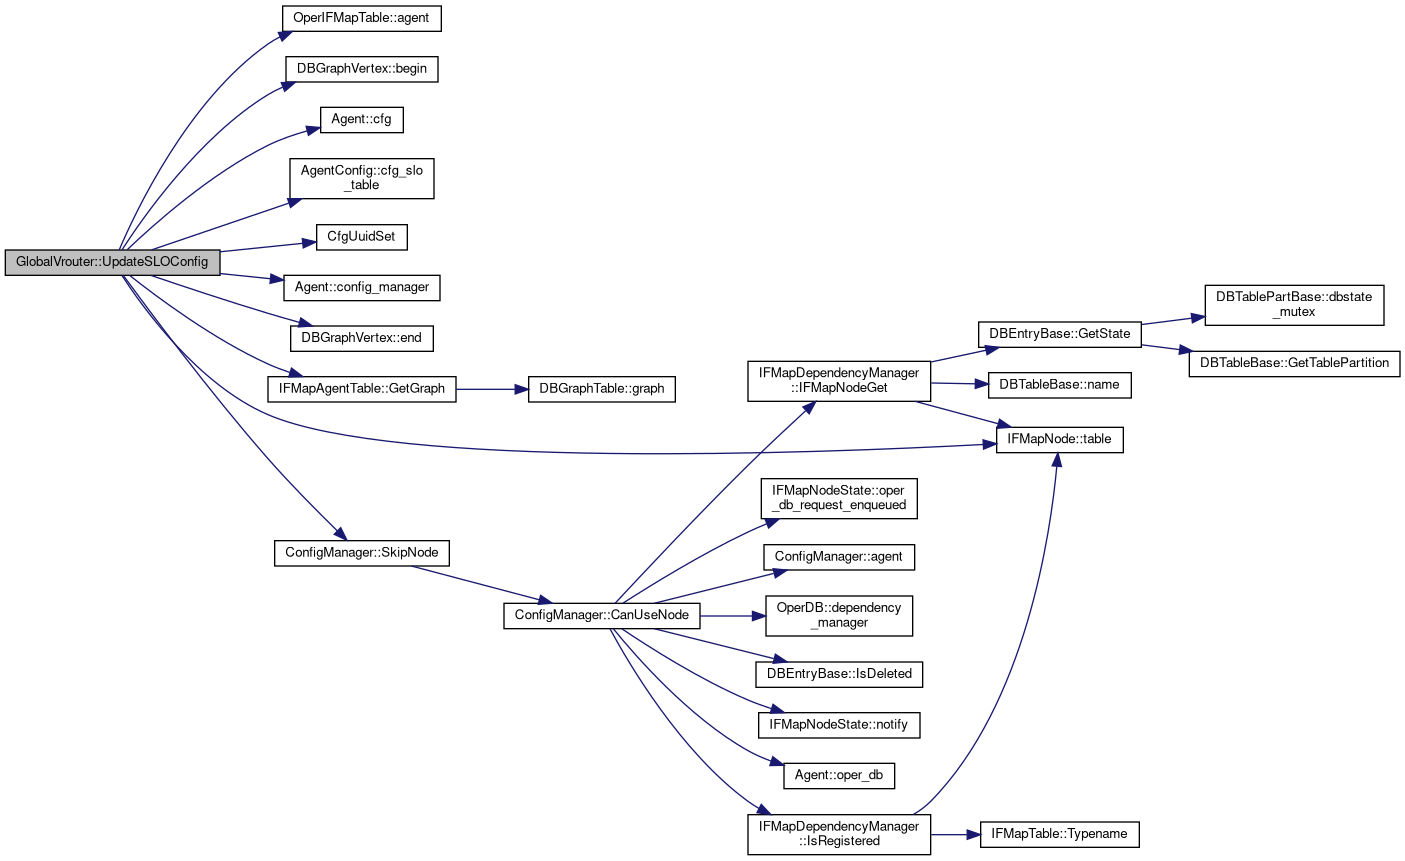 OperIFMapTable::agent
DBGraphVertex::begin
Agent::cfg
AgentConfig::cfg_slo
_table
CfgUuidSet
GlobalVrouter::UpdateSLOConfig
Agent::config_manager
DBGraphVertex::end
IFMapAgentTable::GetGraph
DBGraphTable::graph
ConfigManager::SkipNode
ConfigManager::CanUseNode
IFMapDependencyManager
::IFMapNodeGet
IFMapNodeState::oper
_db_request_enqueued
ConfigManager::agent
OperDB::dependency
_manager
DBEntryBase::IsDeleted
IFMapNodeState::notify
Agent::oper_db
IFMapDependencyManager
::IsRegistered
DBEntryBase::GetState
DBTableBase::name
IFMapNode::table
IFMapTable::Typename
DBTablePartBase::dbstate
_mutex
DBTableBase::GetTablePartition